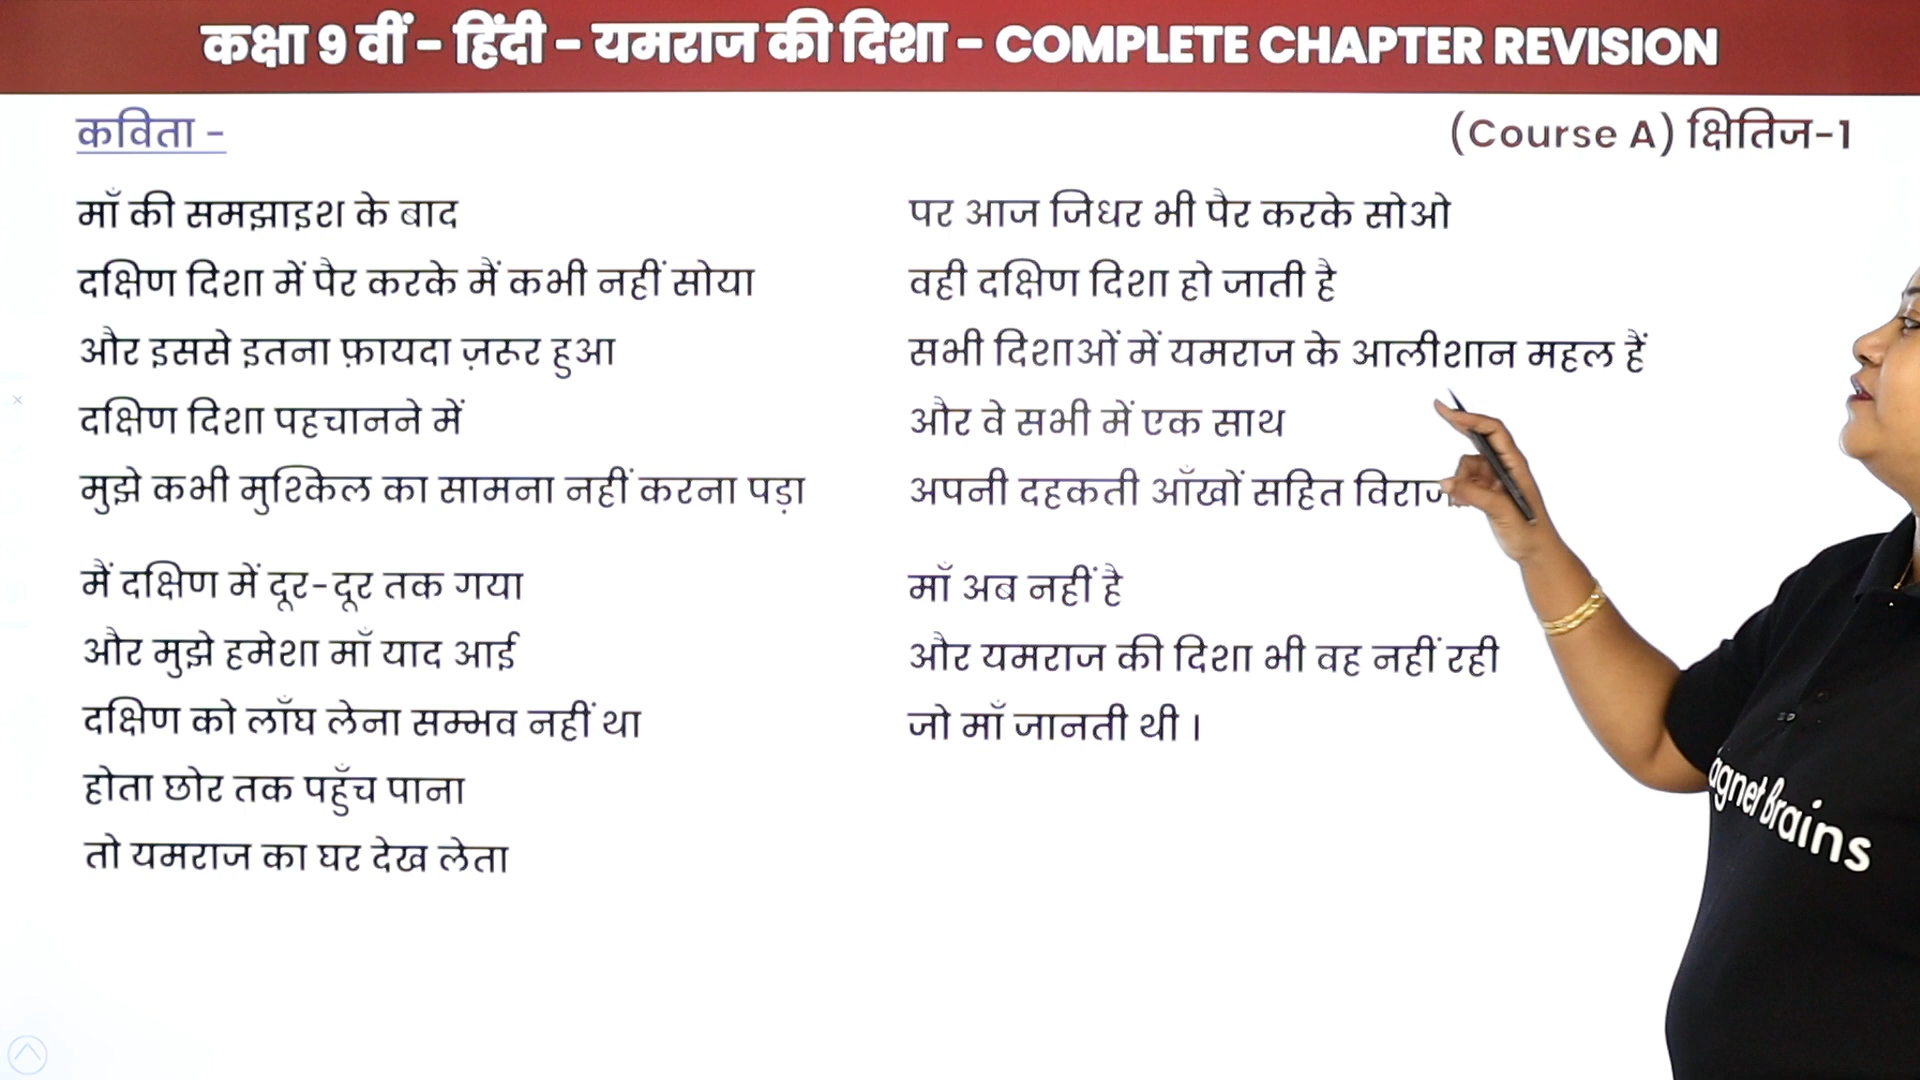 कक्षा 9 वीं - हिंदी - यमराज की दिशा - COMPLETE CHAPTER REVISION
कविता -
(Course A) क्षितिज-1
माँ की समझाइश के बाद
दक्षिण दिशा में पैर करके मैं कभी नहीं सोया
और इससे इतना फ़ायदा ज़रूर हुआ
दक्षिण दिशा पहचानने में
मुझे कभी मुश्किल का सामना नहीं करना पड़ा
मैं दक्षिण में दूर-दूर तक गया
और मुझे हमेशा माँ याद आई
दक्षिण को लाँघ लेना सम्भव नहीं था
होता छोर तक पहुँच पाना
तो यमराज का घर देख लेता
पर आज जिधर भी पैर करके सोओ
वही दक्षिण दिशा हो जाती है
सभी दिशाओं में यमराज के आलीशान महल हैं
और वे सभी में एक साथ
अपनी दहकती आँखों सहित
माँ अब नहीं है
और यमराज की दिशा भी वह नहीं रही
जो माँ जानती थी ।
agnet Brains